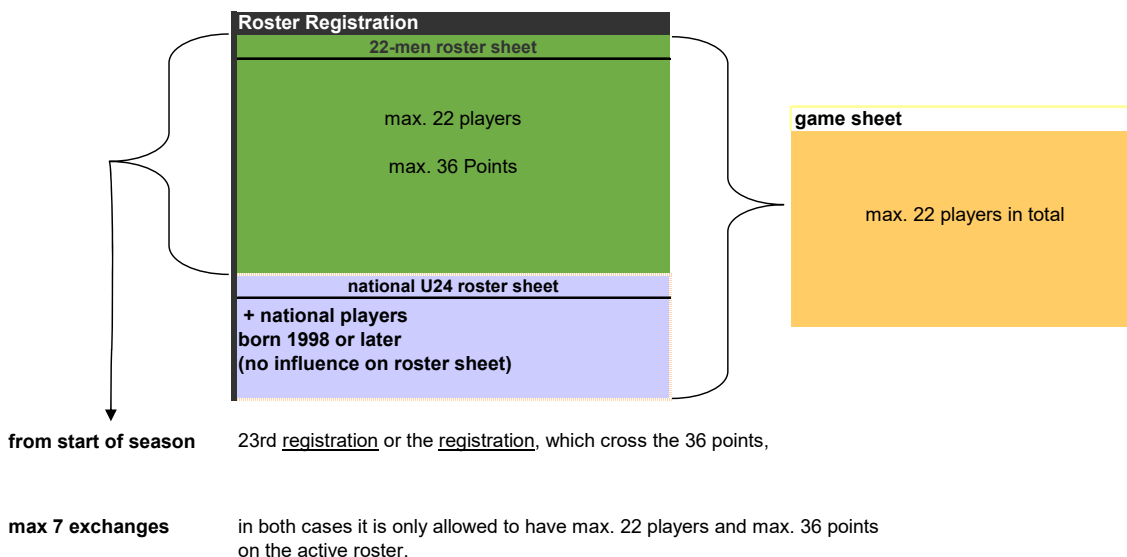 Roster Registration
22-men roster sheet
max. 22 players
max. 36 Points
national U24 roster sheet
+ national players
born 1998 or later
(no influence on roster sheet)
game sheet
max. 22 players in total
from start of season 23rd registration or the registration, which cross the 36 points,
max 7 exchanges in both cases it is only allowed to have max. 22 players and max. 36 points
on the active roster.